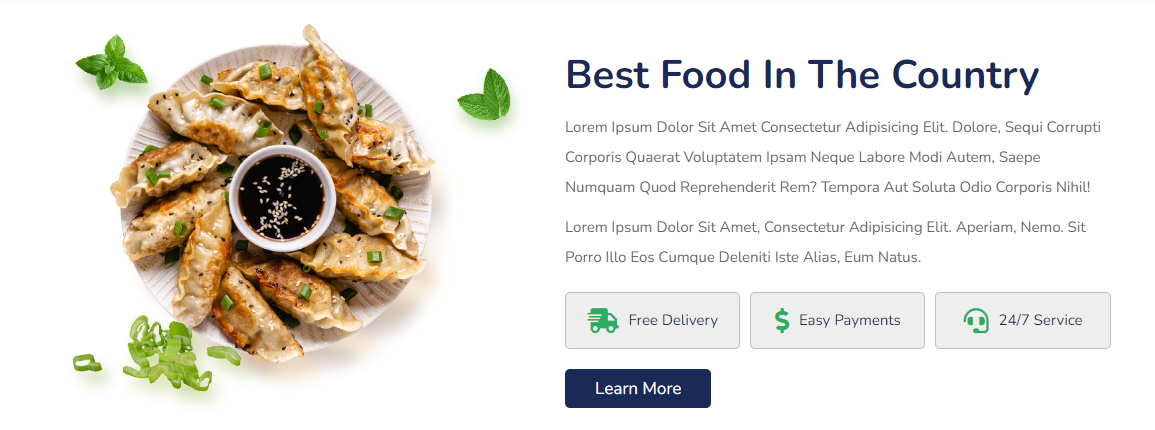 Best Food In The Country
Lorem Ipsum Dolor Sit Amet Consectetur Adipisicing Elit. Dolore, Sequi Corrupti
Corporis Quaerat Voluptatem Ipsam Neque Labore Modi Autem, Saepe
Numquam Quod Reprehenderit Rem? Tempora Aut Soluta Odio Corporis Nihil!
Lorem Ipsum Dolor Sit Amet, Consectetur Adipisicing Elit. Aperiam, Nemo. Sit
Porro Illo Eos Cumque Deleniti Iste Alias, Eum Natus.
Free Delivery
Easy Payments
24/7 Service
Learn More